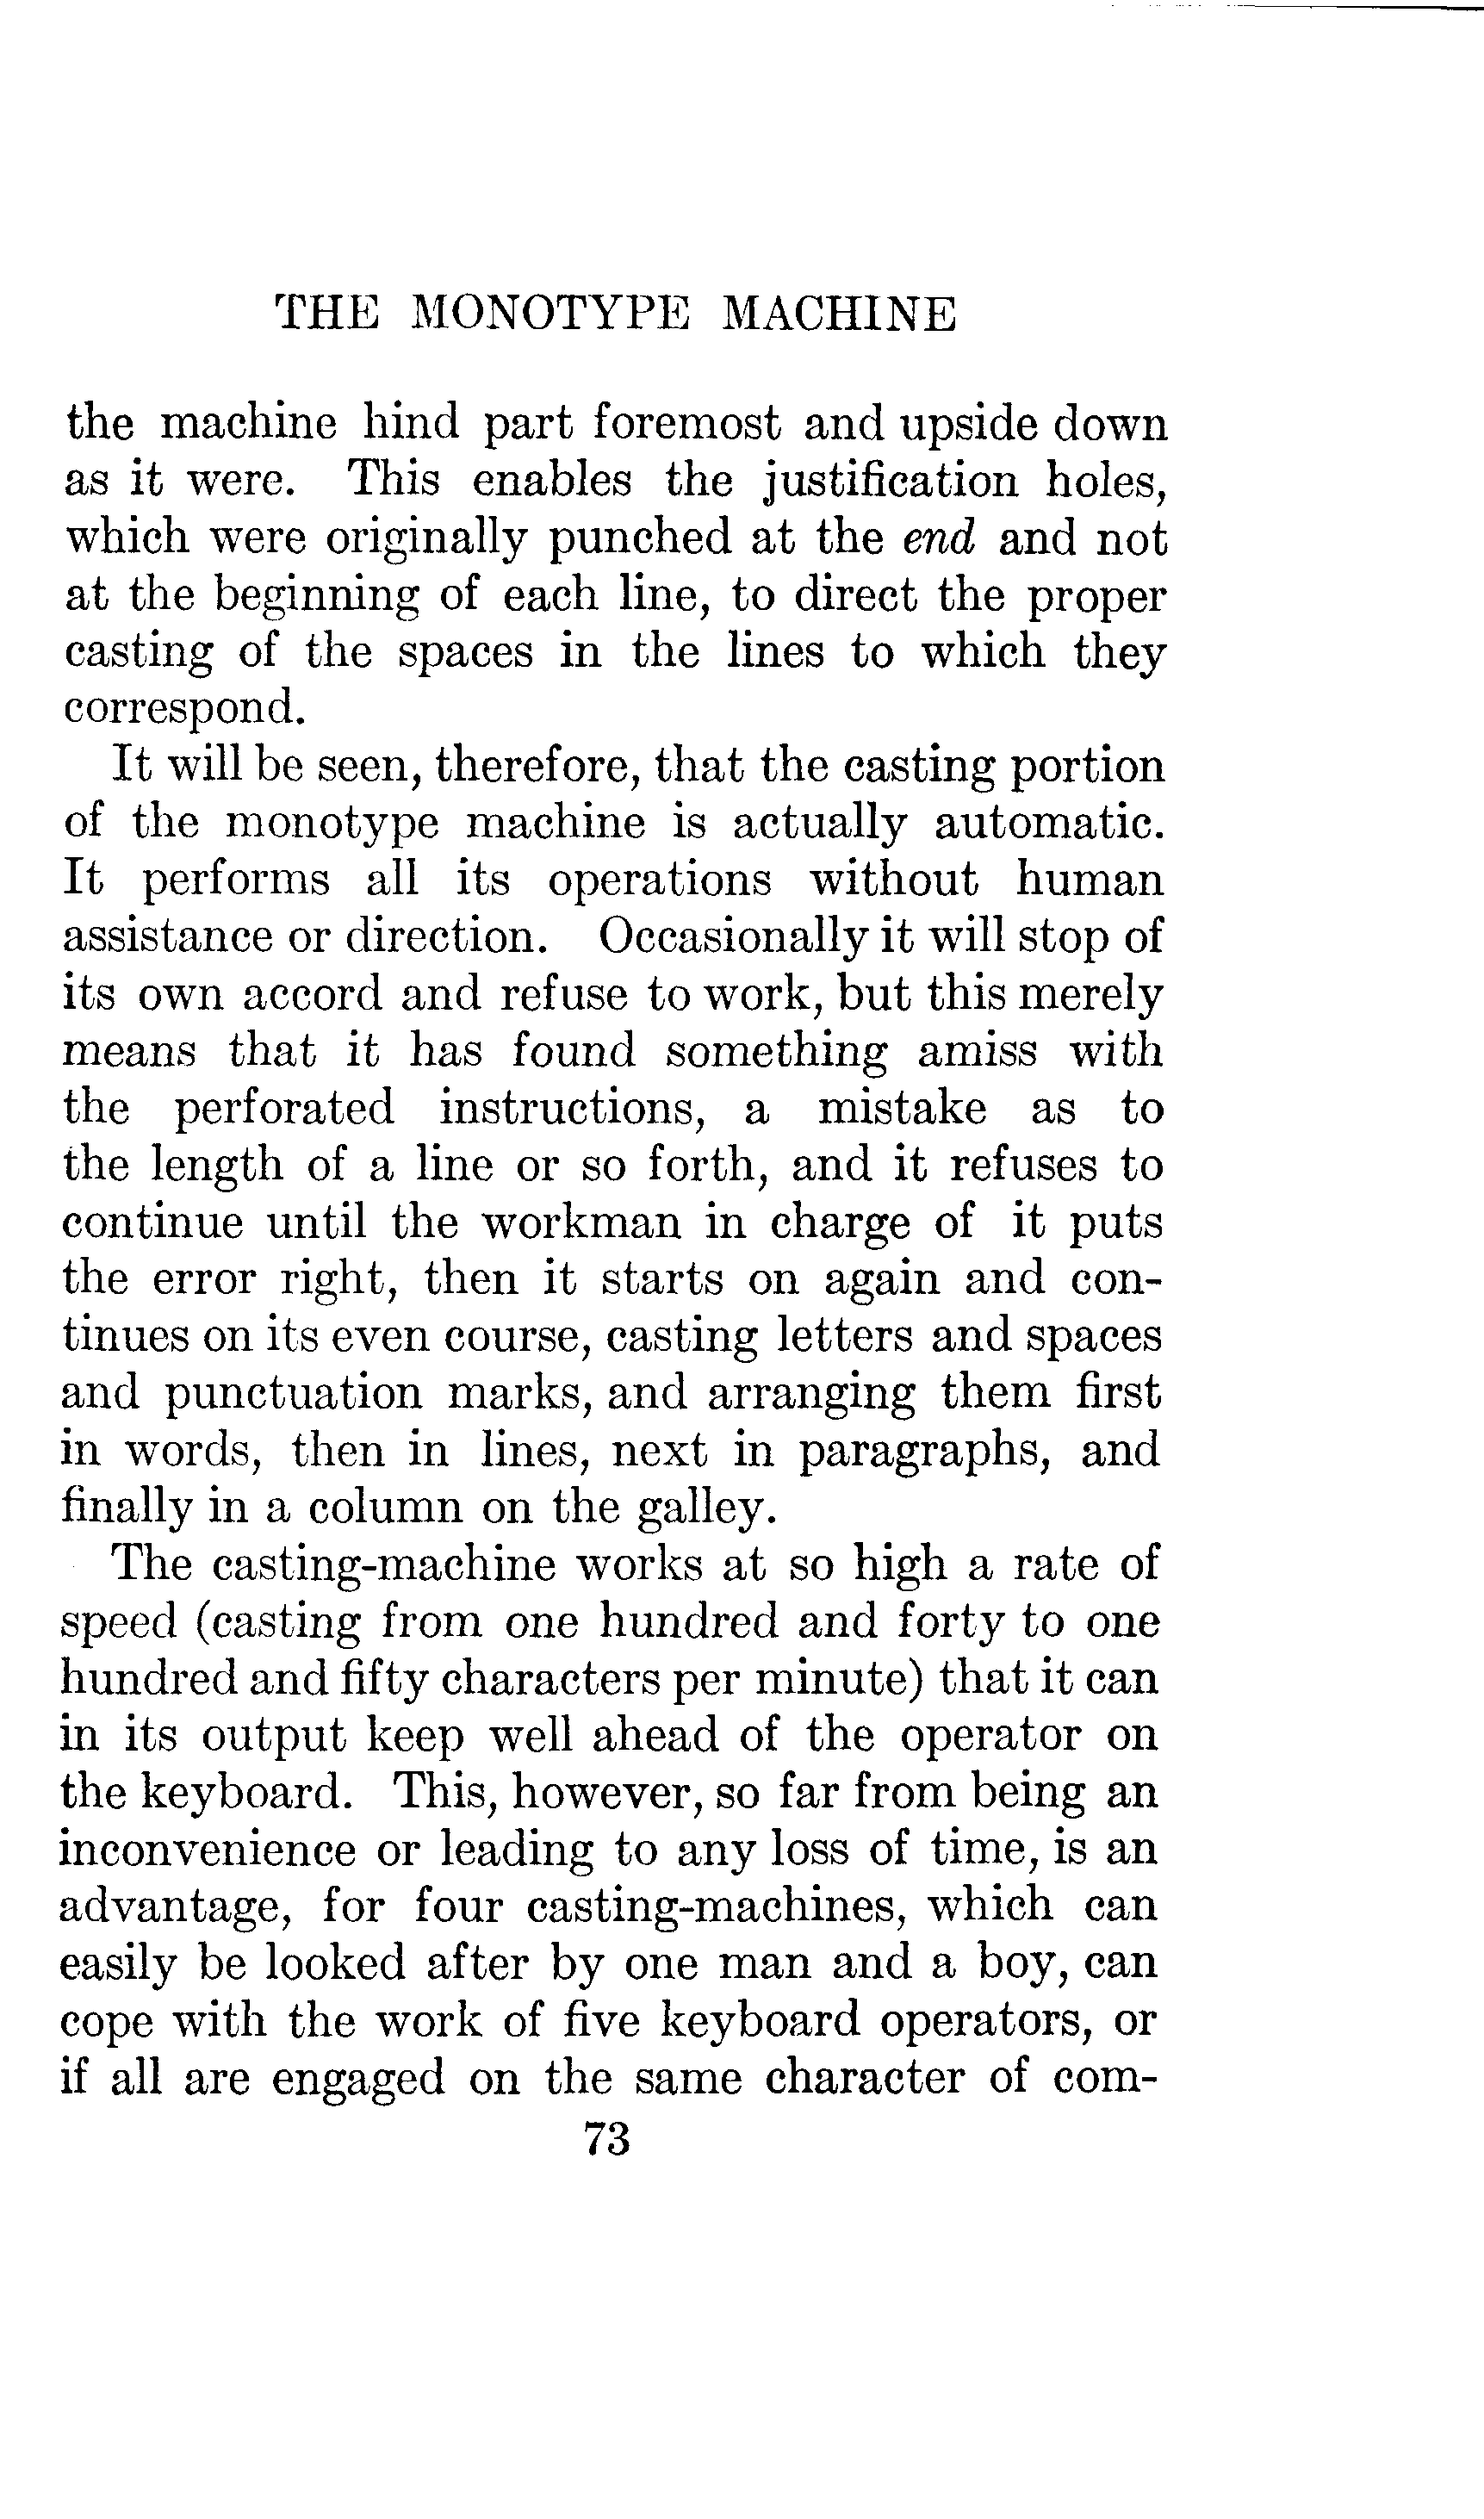 THE MONOTYPE MACHINE
the machine hind part foremost and upside down
as it were. This enables the justification holes,
which were originally punched at the end and not
at the beginning of each line, to direct the proper
casting of the spaces in the lines to which they
correspond.
It will be seen, therefore, that the casting portion
of the monotype machine is actually automatic.
It performs all its operations without human
assistance or direction. Occasionally it will stop of
its own accord and refuse to work, but this merely
means that it has found something amiss with
the perforated instructions, a mistake as to
the length of a line or so forth, and it refuses to
continue until the workman in charge of it puts
the error right, then it starts on again and con-
tinues on its even course, casting letters and spaces
and punctuation marks, and arranging them first
in words, then in lines, next in paragraphs, and
finally in a column on the galley.
The casting-machine works at so high a rate of
speed (casting from one hundred and forty to one
hundred and fifty characters per minute) that it can
in its output keep well ahead of the operator on
the keyboard. This, however, so far from being an
inconvenience or leading to any loss of time, is an
advantage, for four casting-machines, which can
easily be looked after by one man and a boy, can
cope with the work of five keyboard operators, or
if all are engaged on the same character of com-
73